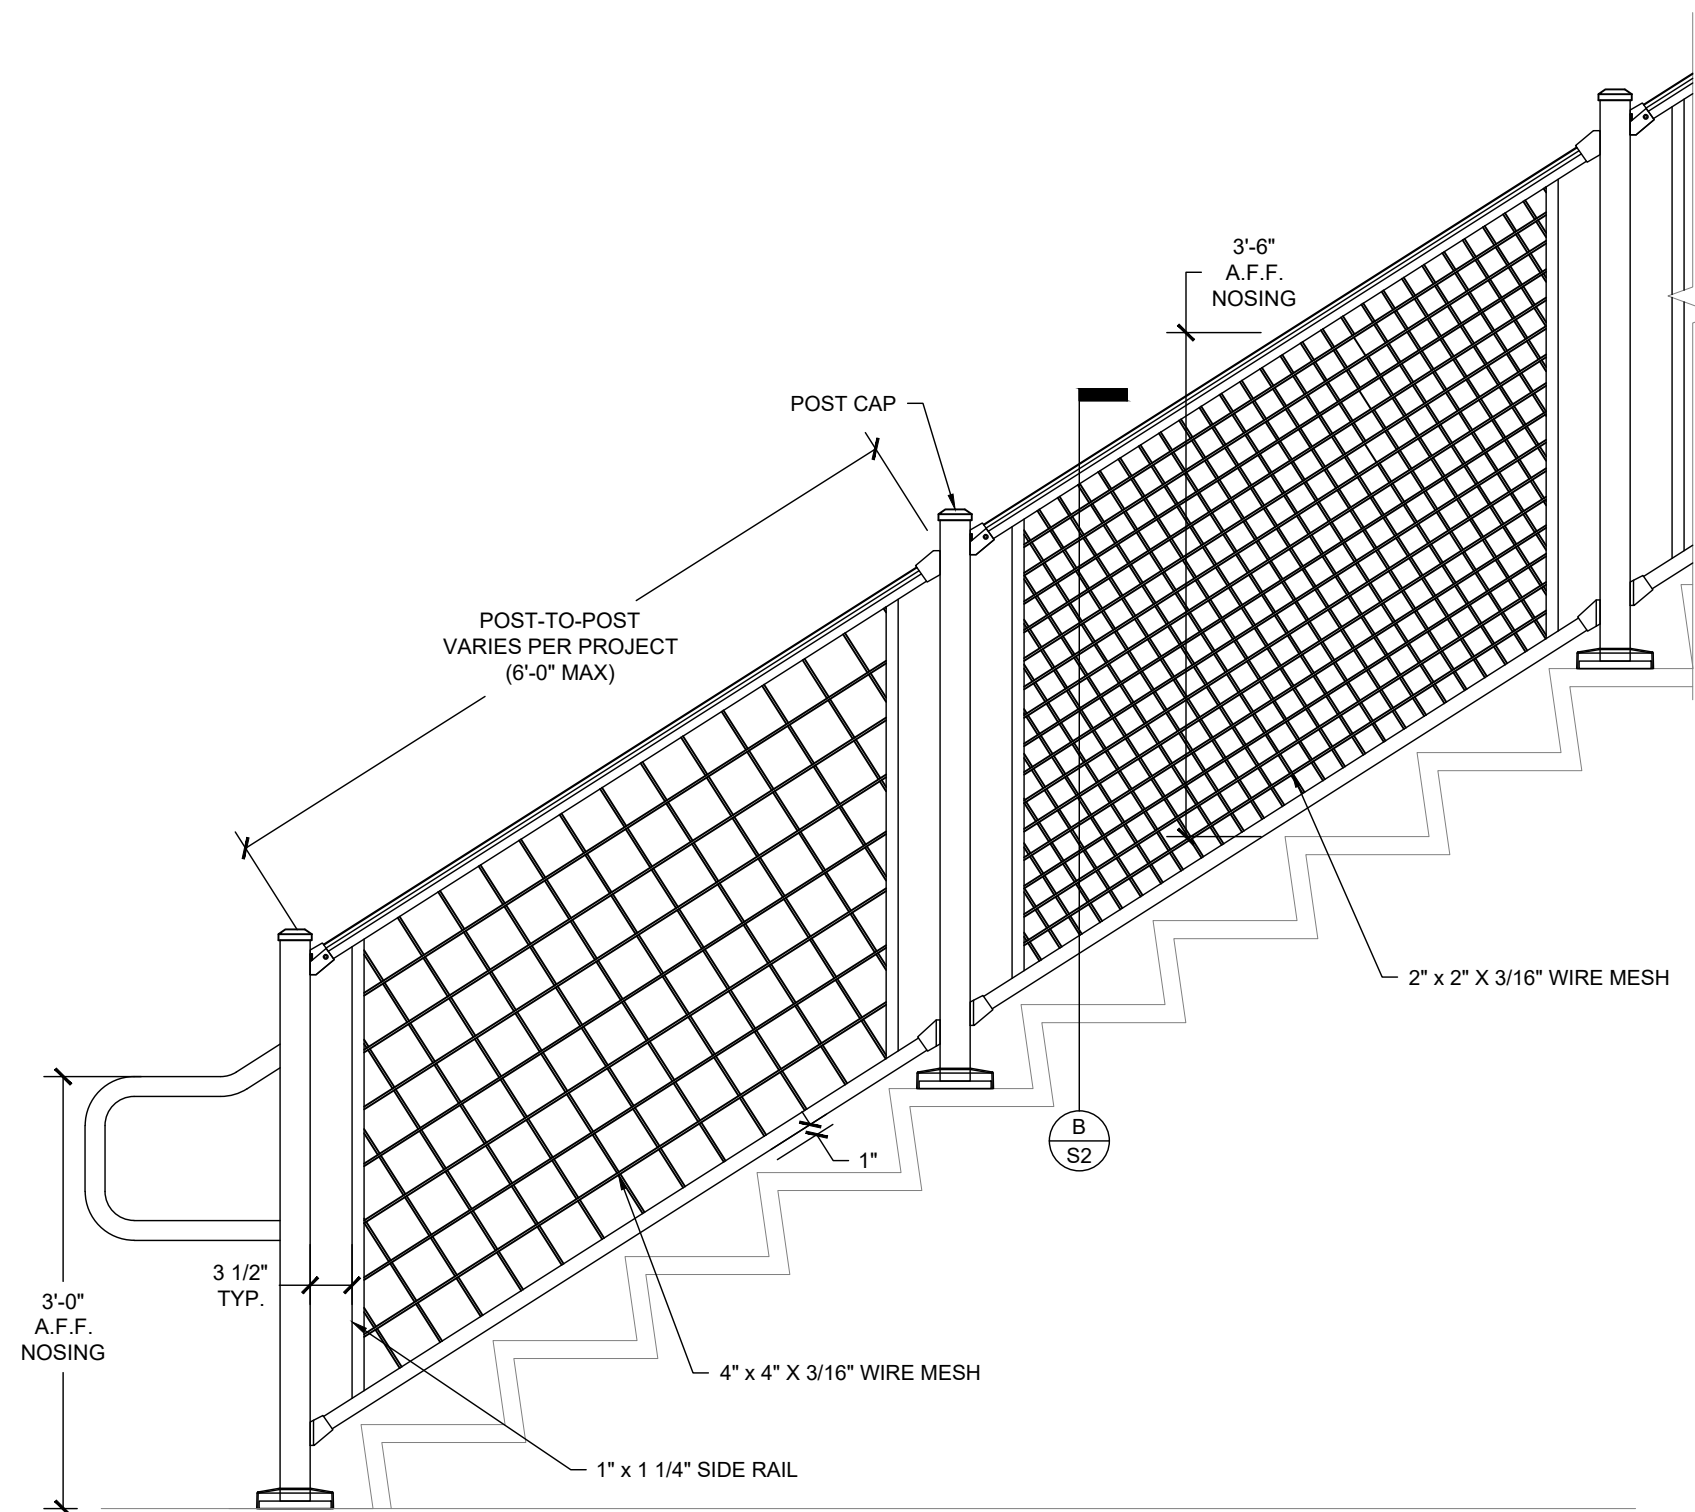 3'-6"
A.F.F.
NOSING
POST CAP
POST-TO-POST
VARIES PER PROJECT
(6'-0" MAX)
2" x 2" X 3/16" WIRE MESH
B
S2
1"
3 1/2"
TYP.
3'-0"
A.F.F.
NOSING
4" x 4" X 3/16" WIRE MESH
1" x 1 1/4" SIDE RAIL